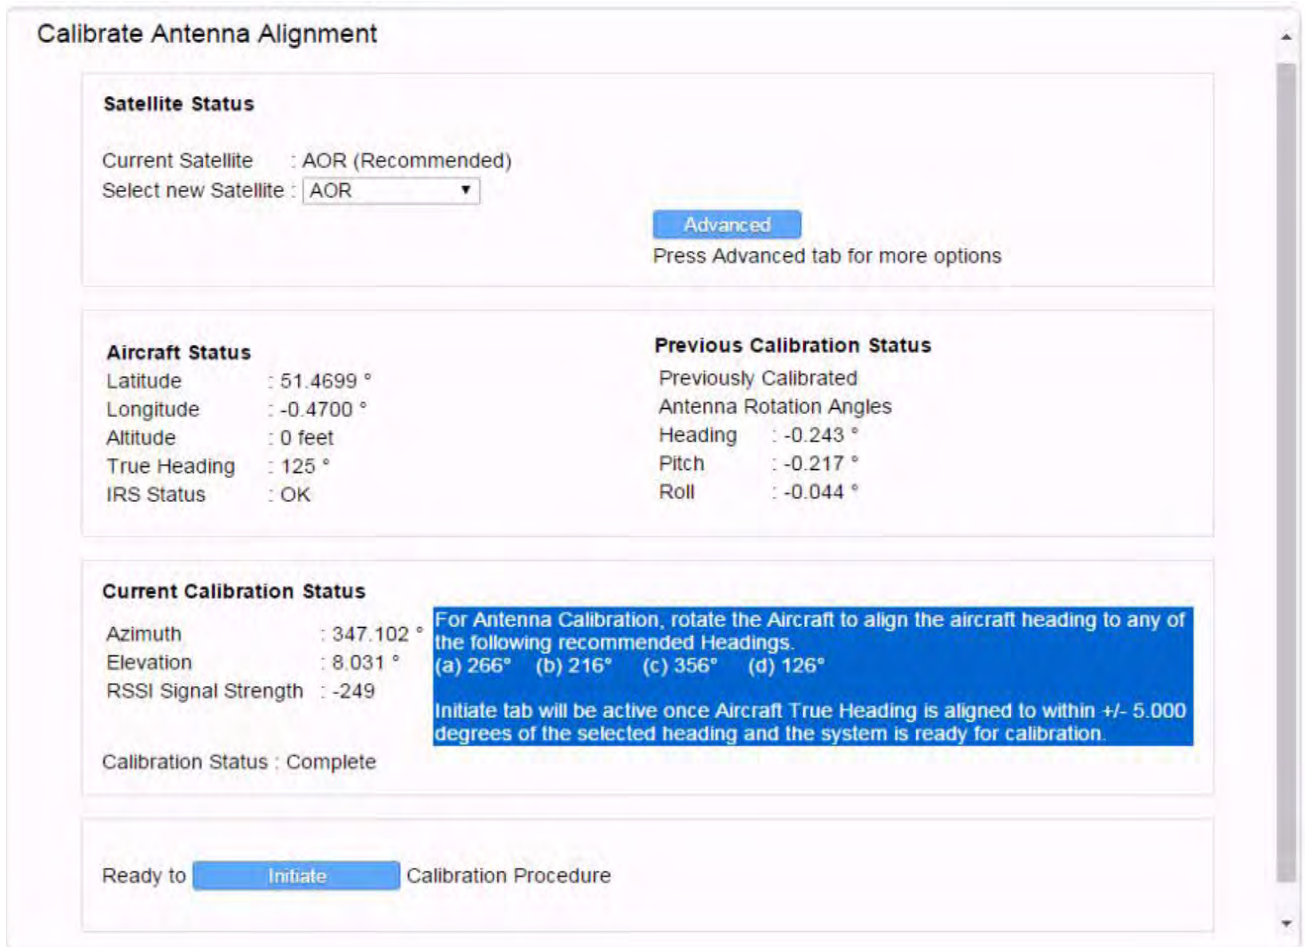 Calibrate Antenna Alignment
Satellite Status
Current Satellite : AOR (Recommended)
Select new Satellite : AOR
Advanced
Press Advanced tab for more options
Aircraft Status
Latitude : 51.4699 °
Longitude : -0.4700 °
Altitude : 0 feet
True Heading : 125 °
IRS Status : OK
Previous Calibration Status
Previously Calibrated
Antenna Rotation Angles
Heading : -0.243 °
Pitch : -0.217 °
Roll : -0.044 °
Current Calibration Status
Azimuth : 347.102 °
Elevation : 8.031 °
RSSI Signal Strength : -249
For Antenna Calibration, rotate the Aircraft to align the aircraft heading to any of
the following recommended Headings.
(a) 266° (b) 216° (c) 356° (d) 126°
Initiate tab will be active once Aircraft True Heading is aligned to within +/- 5.000
degrees of the selected heading and the system is ready for calibration.
Calibration Status : Complete
Ready to Initiate Calibration Procedure